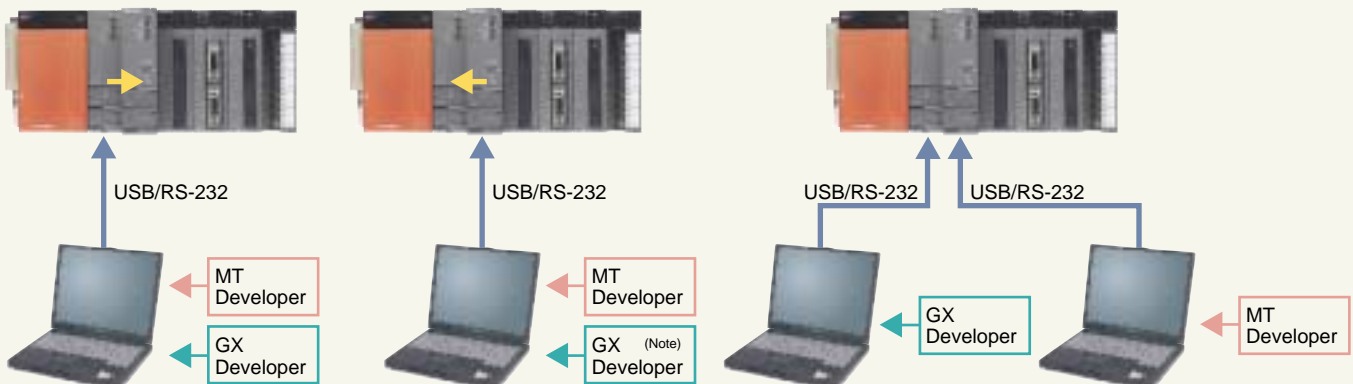 USB/RS-232
MT
Developer
GX
Developer
USB/RS-232
MT
Developer
GX (Note)
Developer
USB/RS-232
USB/RS-232
GX
Developer
MT
Developer